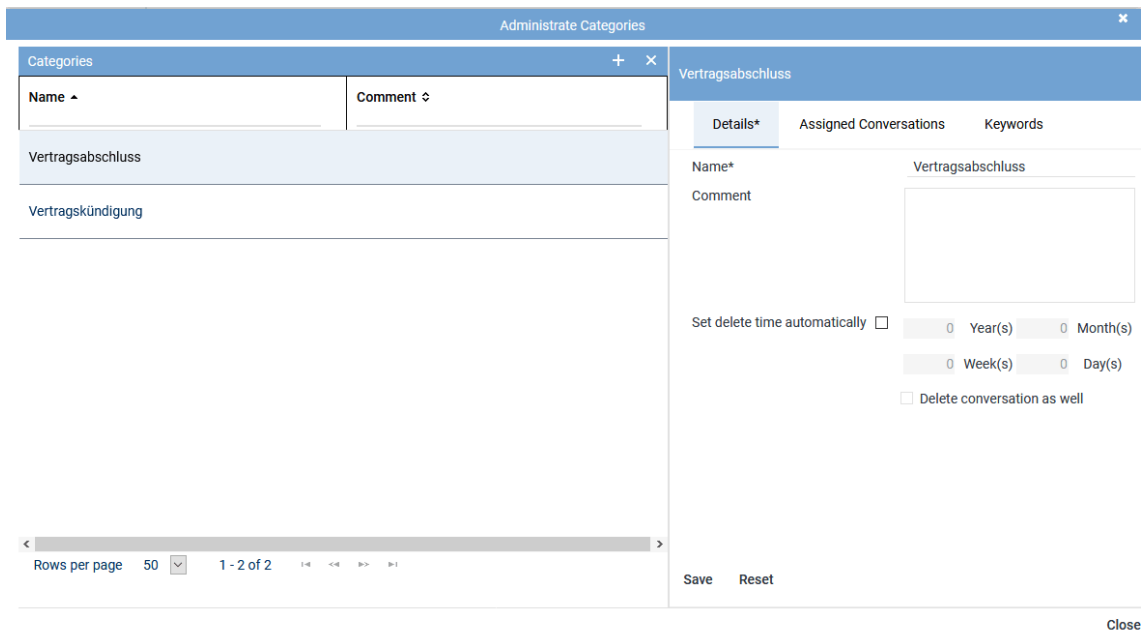 Administrate Categories
Categories
Name
Comment
Vertragsabschluss
Vertragskündigung
Rows per page 50 1 - 2 of 2
Vertragsabschluss
Details* Assigned Conversations Keywords
Name* Vertragsabschluss
Comment
Set delete time automatically 0 Year(s) 0 Month(s)
0 Week(s) 0 Day(s)
Delete conversation as well
Save Reset
Close